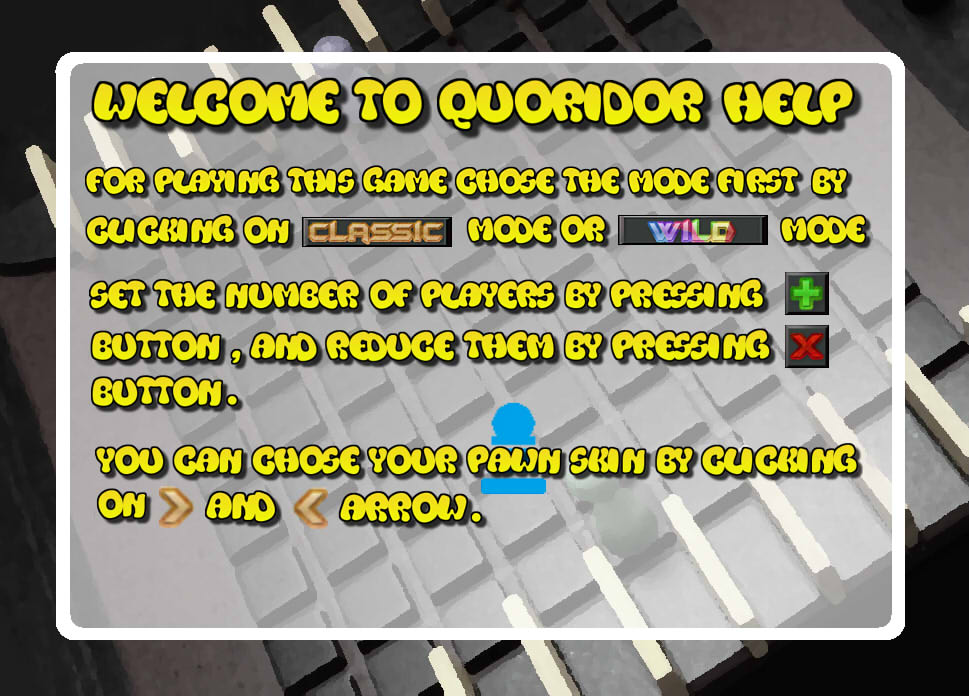 WELCOME TO QUORIDOR HELP
FOR PLAYING THIS GAME CHOSE THE MODE FIRST BY
CLICKING ON CLASSIC MODE OR WILD MODE
SET THE NUMBER OF PLAYERS BY PRESSING
BUTTON , AND REDUCE THEM BY PRESSING X
BUTTON .
YOU CAN CHOSE YOUR PAWN SKIN BY CLICKING
ON AND ARROW .